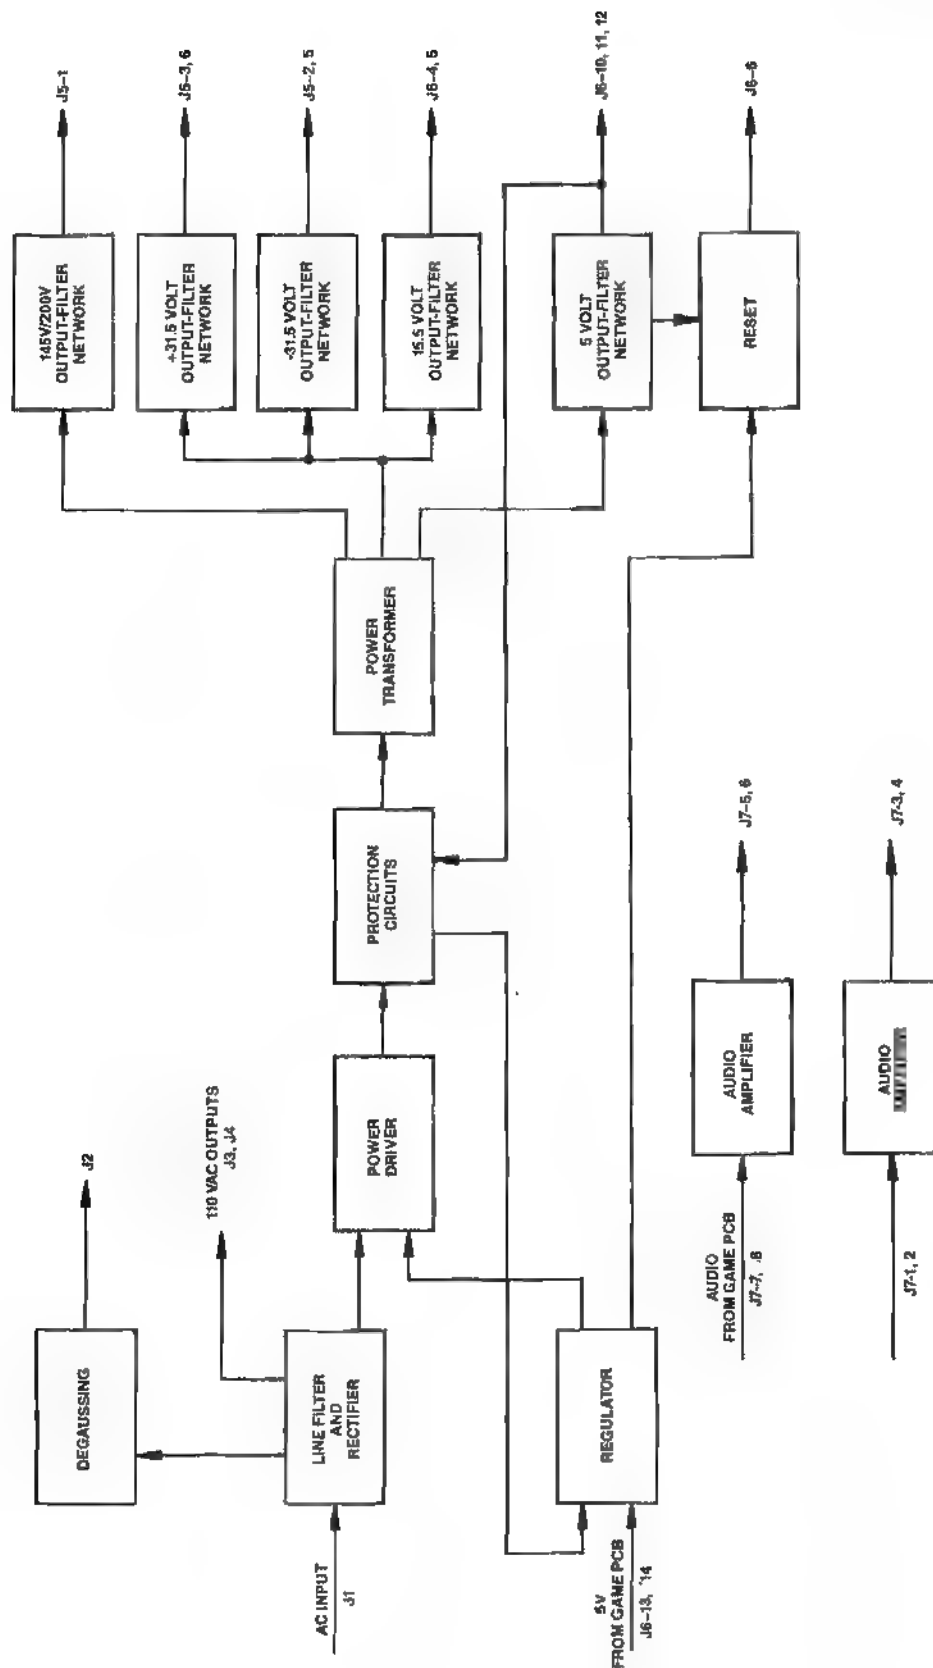 DEGAUSSING
J2
110 VAC OUTPUTS
J3, J4
AC INPUT
J1
LINE FILTER
AND
RECTIFIER
POWER
DRIVER
PROTECTION
CIRCUITS
POWER
TRANSFORMER
145V/200V
OUTPUT-FILTER
NETWORK
J5-1
+31.5 VOLT
OUTPUT-FILTER
NETWORK
J5-3, 6
-31.5 VOLT
OUTPUT-FILTER
NETWORK
J5-2, 5
15.5 VOLT
OUTPUT-FILTER
NETWORK
J6-4, 5
5 VOLT
OUTPUT-FILTER
NETWORK
J6-10, 11, 12
RESET
J6-6
5V
FROM GAME PCB
J6-13, 14
REGULATOR
AUDIO
FROM GAME PCB
J7-7, 8
AUDIO
AMPLIFIER
J7-5, 6
J7-1, 2
AUDIO
J7-3, 4